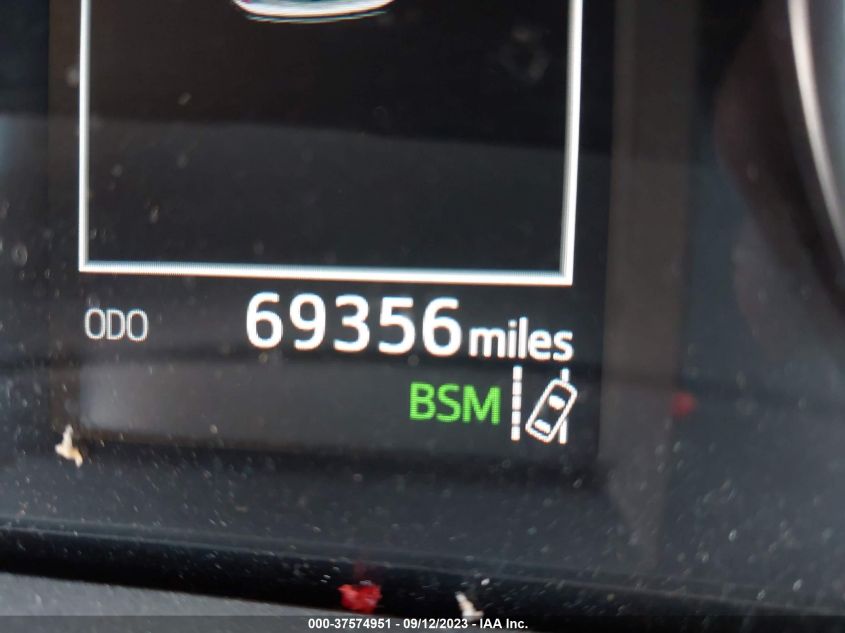 ODO 69356 miles
BSM
000-37574951 - 09/12/2023 - IAA Inc.